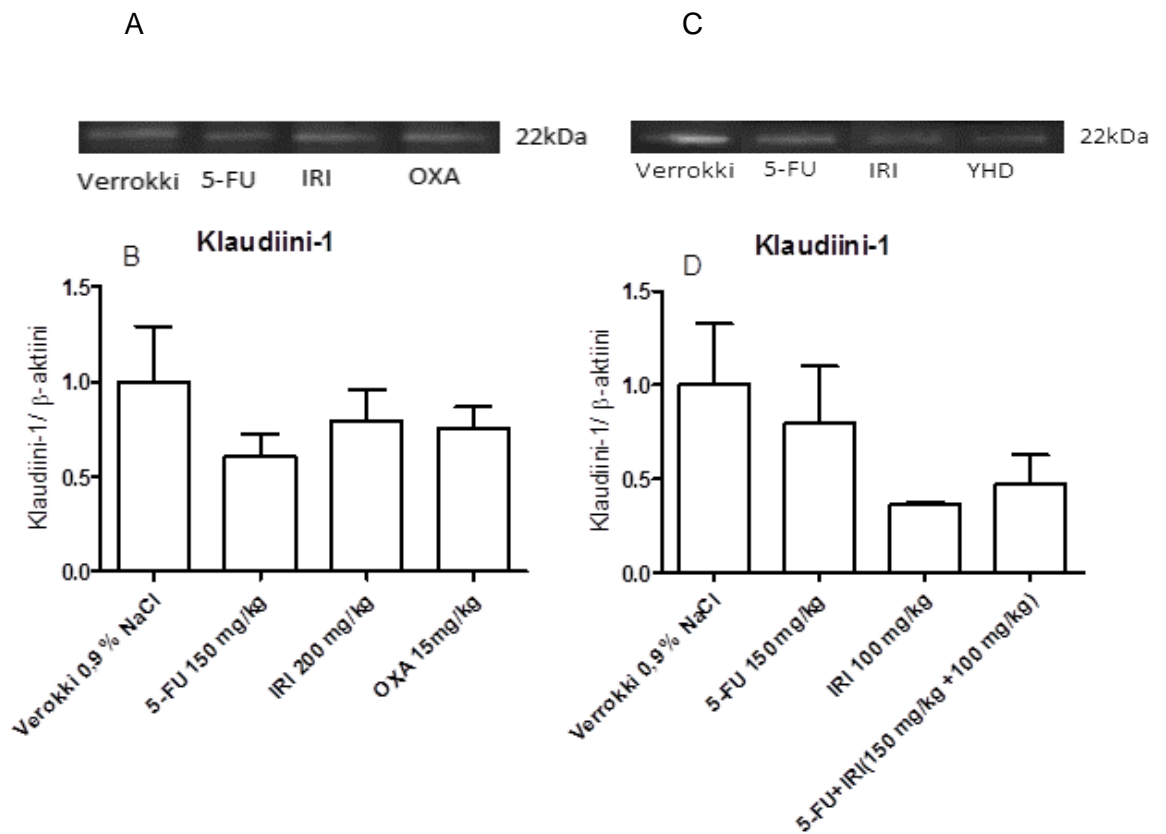 A
22kDa
Verrokki 5-FU IRI OXA
B
Klaudiini-1
Klaudiini-1/ β-aktiini
1.5
1.0
0.5
0.0
Verokki 0,9 % NaCl
5-FU 150 mg/kg
IRI 200 mg/kg
OXA 15mg/kg
C
22kDa
Verrokki 5-FU IRI YHD
D
Klaudiini-1
Klaudiini-1/ β-aktiini
1.5
1.0
0.5
0.0
Verrokki 0,9 % NaCl
5-FU 150 mg/kg
IRI 100 mg/kg
5-FU+IRI(150 mg/kg +100 mg/kg)